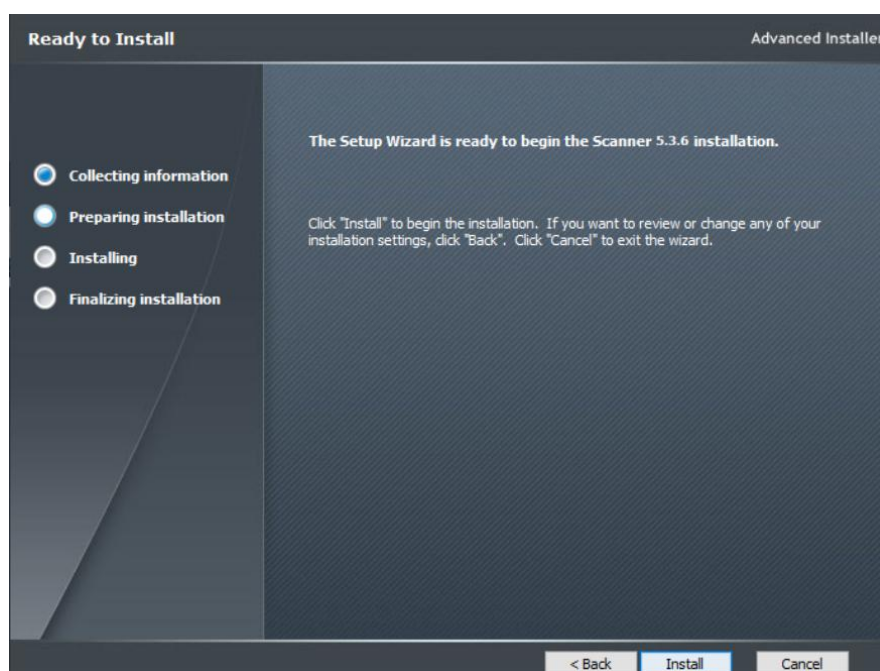 Ready to Install
Advanced Installer
The Setup Wizard is ready to begin the Scanner 5.3.6 installation.
Collecting information
Preparing installation
Installing
Finalizing installation
Click "Install" to begin the installation. If you want to review or change any of your
installation settings, click "Back". Click "Cancel" to exit the wizard.
< Back
Install
Cancel